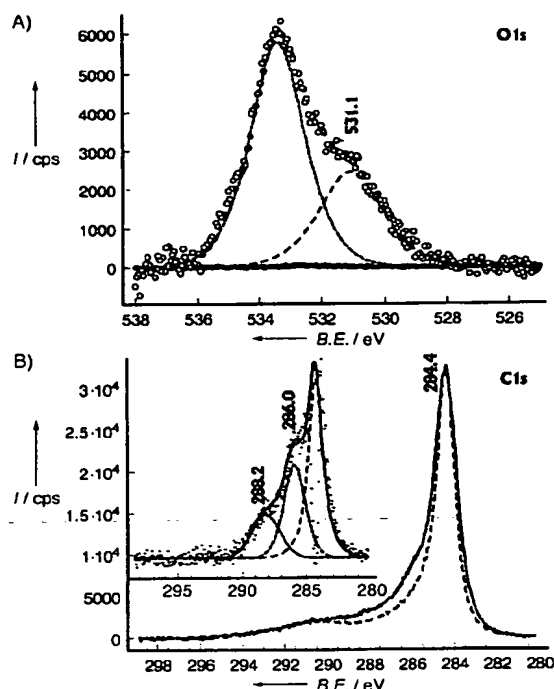 A)
O1s
6000
5000
4000
3000
2000
1000
0
I / cps
531.1
538 536 534 532 530 528 526
B.E. / eV
B)
C1s
3·10⁴
2.5·10⁴
2·10⁴
1.5·10⁴
1·10⁴
5000
0
I / cps
288.2
286.0
284.4
295 290 285 280
298 296 294 292 290 288 286 284 282 280
B.E. / eV